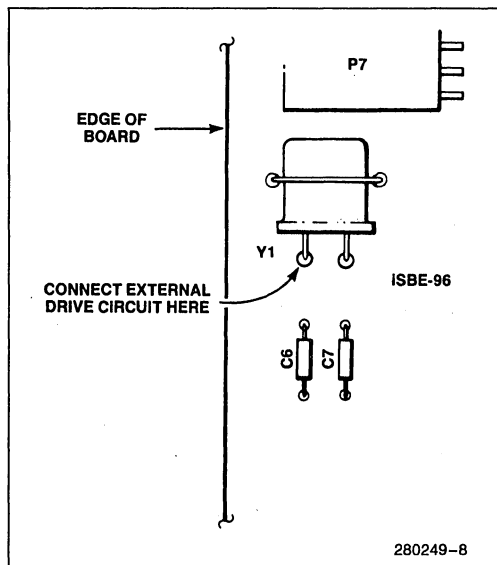 P7
EDGE OF
BOARD
Y1
CONNECT EXTERNAL
DRIVE CIRCUIT HERE
iSBE-96
C6
C7
280249-8